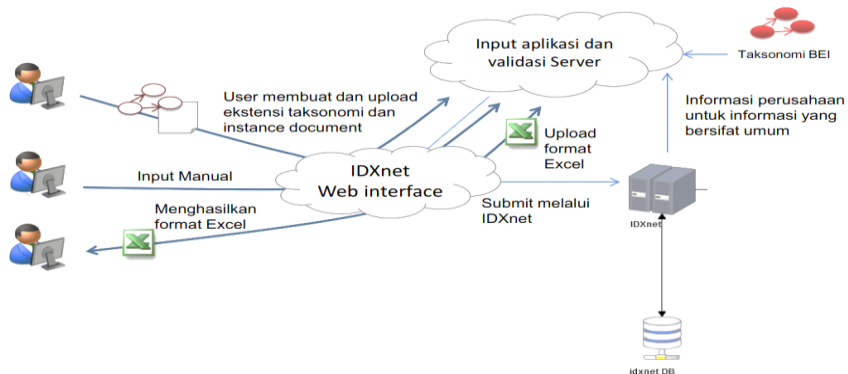 Input aplikasi dan
validasi Server
Taksonomi BEI
User membuat dan upload
ekstensi taksonomi dan
instance document
Informasi perusahaan
untuk informasi yang
bersifat umum
Upload
format
Excel
Input Manual
IDXnet
Web interface
Menghasilkan
format Excel
Submit melalui
IDXnet
IDXnet
idxnet DB